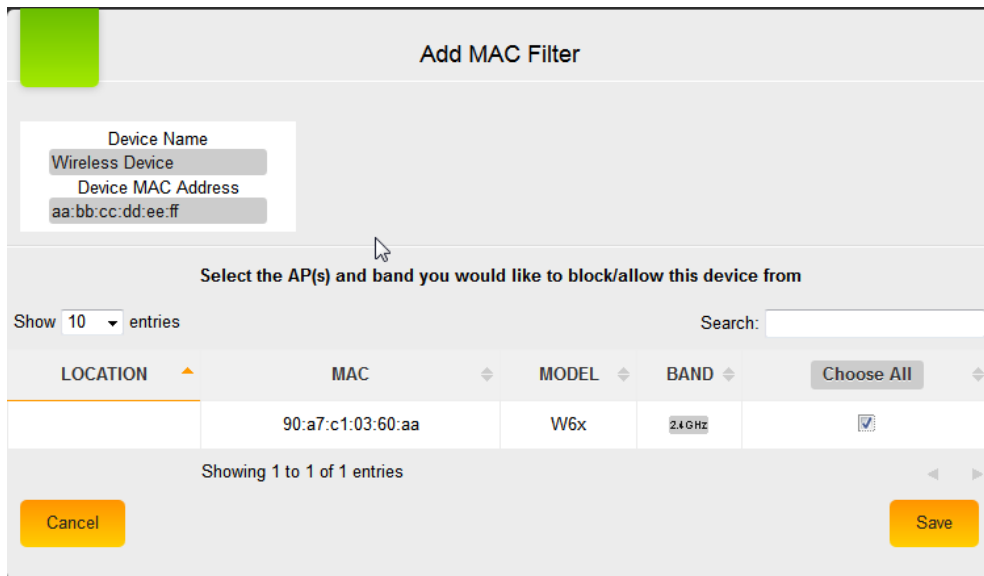 Add MAC Filter
Device Name
Wireless Device
Device MAC Address
aa:bb:cc:dd:ee:ff
Select the AP(s) and band you would like to block/allow this device from
Show 10 entries
Search:
LOCATION MAC MODEL BAND Choose All
90:a7:c1:03:60:aa W6x 2.4GHz
Showing 1 to 1 of 1 entries
Cancel Save